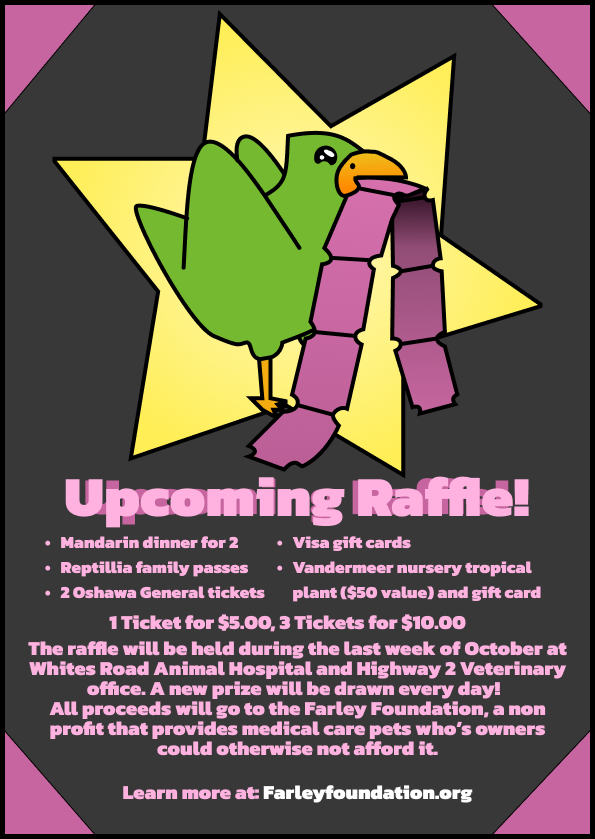 Upcoming Raffle!
• Mandarin dinner for 2
• Reptillia family passes
• 2 Oshawa General tickets
• Visa gift cards
• Vandermeer nursery tropical
plant ($50 value) and gift card
1 Ticket for $5.00, 3 Tickets for $10.00
The raffle will be held during the last week of October at
Whites Road Animal Hospital and Highway 2 Veterinary
office. A new prize will be drawn every day!
All proceeds will go to the Farley Foundation, a non
profit that provides medical care pets who's owners
could otherwise not afford it.
Learn more at: Farleyfoundation.org